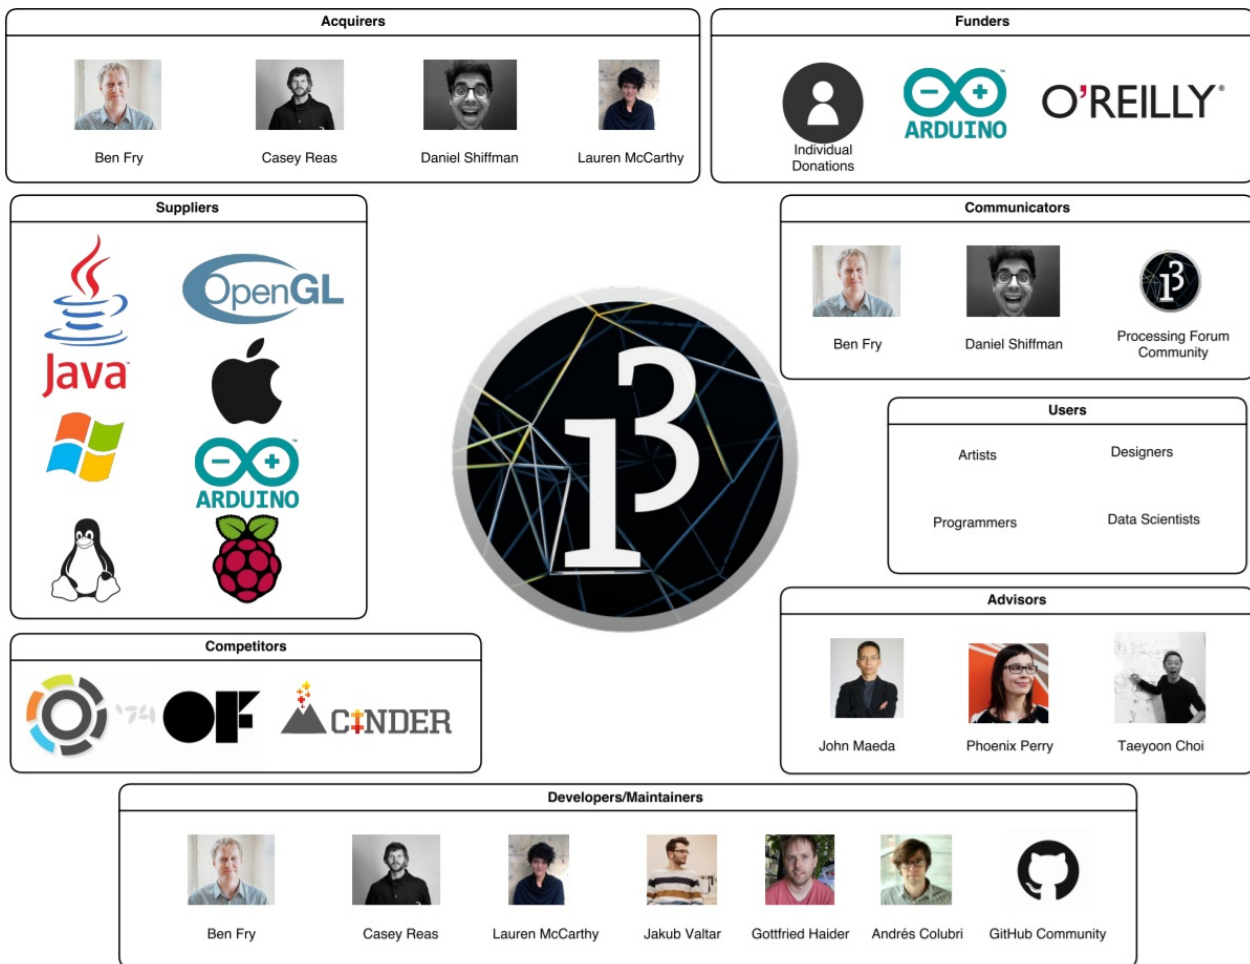 Acquirers
Ben Fry
Casey Reas
Daniel Shiffman
Lauren McCarthy
Funders
Individual
Donations
ARDUINO
O'REILLY®
Suppliers
Java™
OpenGL
ARDUINO
Communicators
Ben Fry
Daniel Shiffman
Processing Forum
Community
Users
Artists
Designers
Programmers
Data Scientists
Advisors
John Maeda
Phoenix Perry
Taeyoon Choi
Competitors
OF
CINDER
13
Developers/Maintainers
Ben Fry
Casey Reas
Lauren McCarthy
Jakub Valtar
Gottfried Haider
Andrés Colubri
GitHub Community